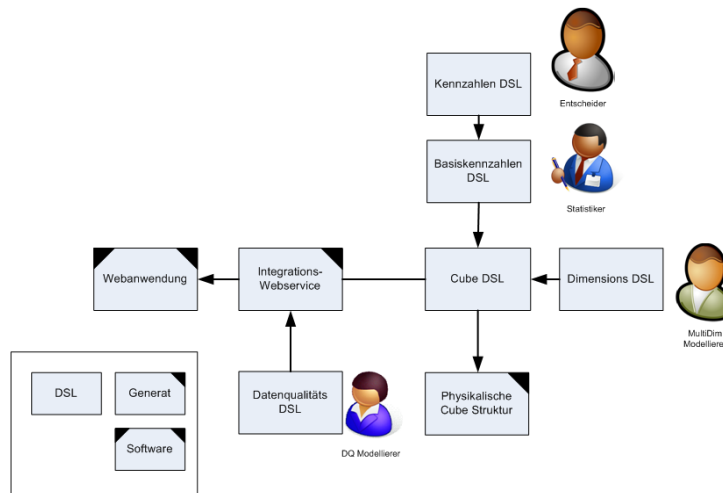 Kennzahlen DSL
Entscheider
Basiskennzahlen
DSL
Statistiker
Webanwendung
Integrations-
Webservice
Cube DSL
Dimensions DSL
MultiDim
Modellierer
DSL
Generat
Software
Datenqualitäts
DSL
DQ Modellierer
Physikalische
Cube Struktur